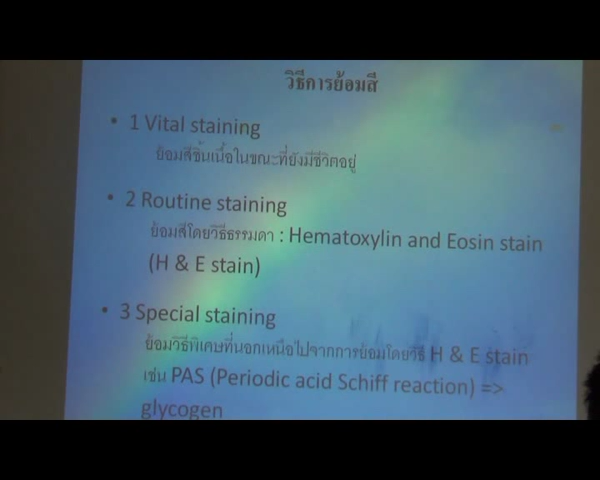 วิธีการย้อมสี
• 1 Vital staining
ย้อมสีชิ้นเนื้อในขณะที่ยังมีชีวิตอยู่
• 2 Routine staining
ย้อมสีโดยวิธีธรรมดา : Hematoxylin and Eosin stain
(H & E stain)
• 3 Special staining
ย้อมวิธีพิเศษที่นอกเหนือไปจากการย้อมโดยวิธี H & E stain
เช่น PAS (Periodic acid Schiff reaction) =>
glycogen